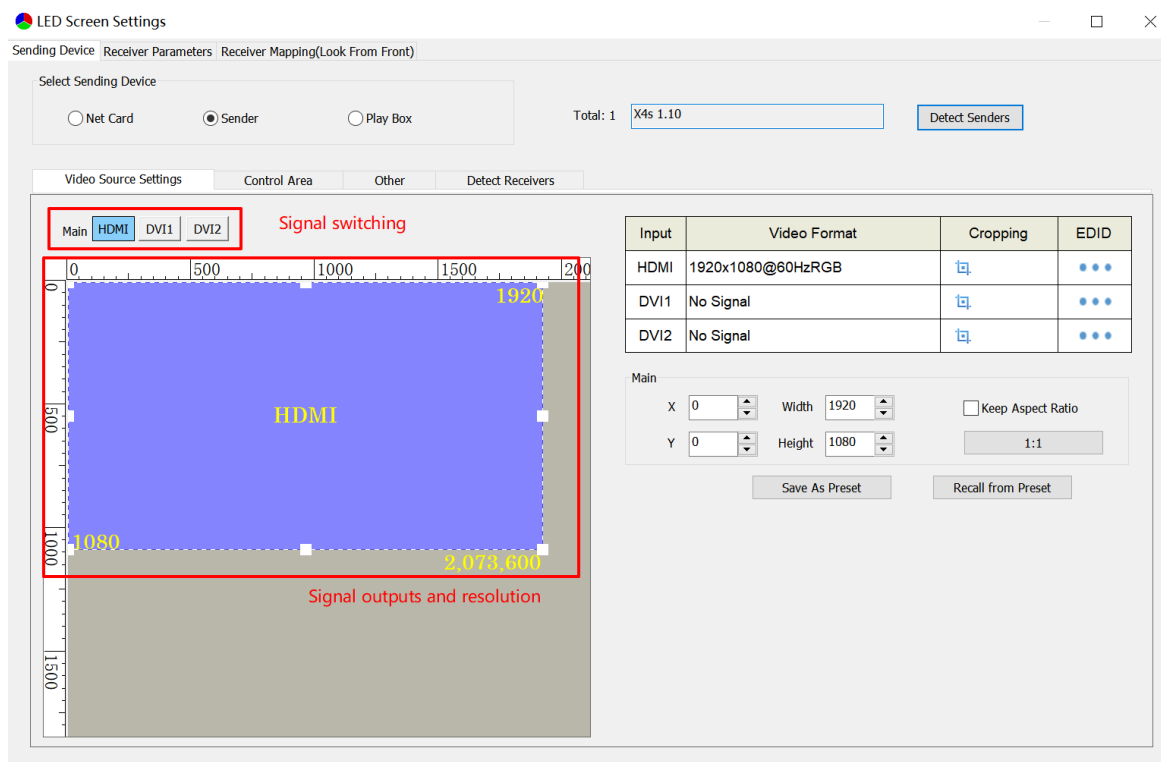 LED Screen Settings
Sending Device Receiver Parameters Receiver Mapping(Look From Front)
Select Sending Device
Net Card Sender Play Box
Total: 1 X4s 1.10 Detect Senders
Video Source Settings Control Area Other Detect Receivers
Main HDMI DVI1 DVI2 Signal switching
0 500 1000 1500 200
0
500
1000
1500
1920
HDMI
1080
2,073,600
Signal outputs and resolution
Input Video Format Cropping EDID
HDMI 1920x1080@60HzRGB
DVI1 No Signal
DVI2 No Signal
Main
X 0 Width 1920 Keep Aspect Ratio
Y 0 Height 1080 1:1
Save As Preset Recall from Preset